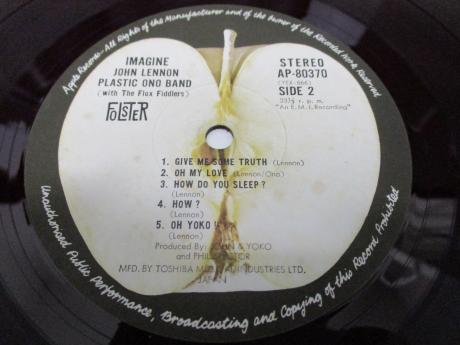 Apple Records - All Rights of the Manufacturer and of the Owner of the Recorded Work Reserved
IMAGINE
JOHN LENNON
PLASTIC ONO BAND
(with The Flux Fiddlers)
FOLSTER
STEREO
AP-80370
(YEX-866)
SIDE 2
33⅓ r. p. m.
"An E. M. I. Recording"
1. GIVE ME SOME TRUTH (Lennon)
2. OH MY LOVE (Lennon/Ono)
3. HOW DO YOU SLEEP?
(Lennon)
4. HOW?
(Lennon)
5. OH YOKO!
(Lennon)
Produced By: JOHN & YOKO
and PHIL SPECTOR
MFD. BY TOSHIBA MUSICAL INDUSTRIES LTD.
JAPAN
Unauthorised Public Performance, Broadcasting and Copying of this Record Prohibited